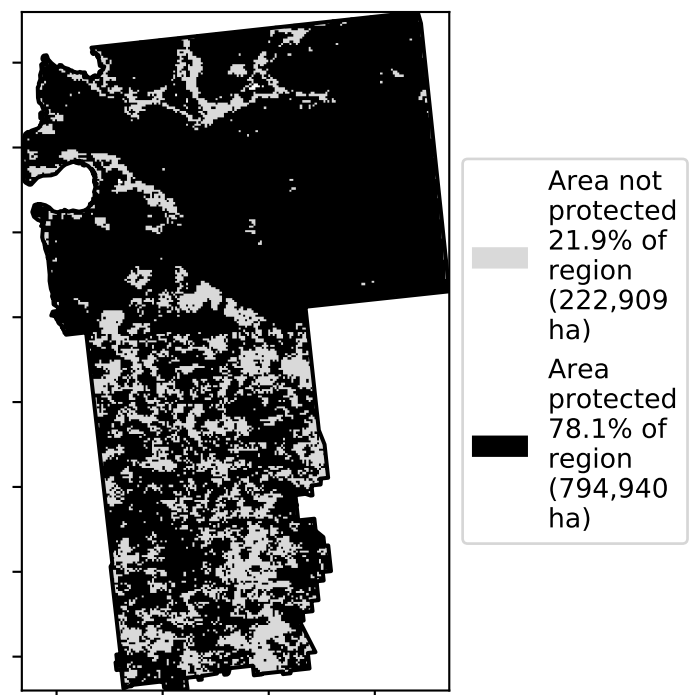 Area not
protected
21.9% of
region
(222,909
ha)
Area
protected
78.1% of
region
(794,940
ha)